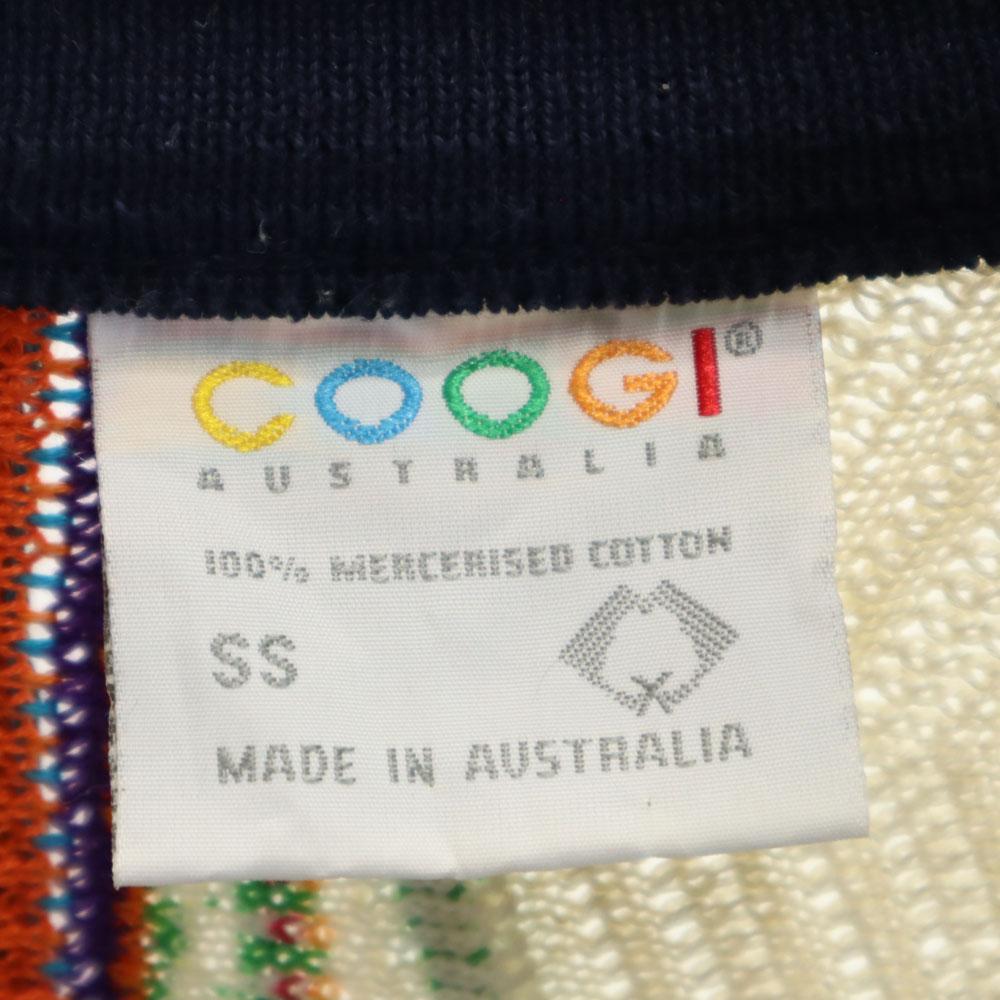 COOGI®
AUSTRALIA
100% MERCERISED COTTON
SS
MADE IN AUSTRALIA